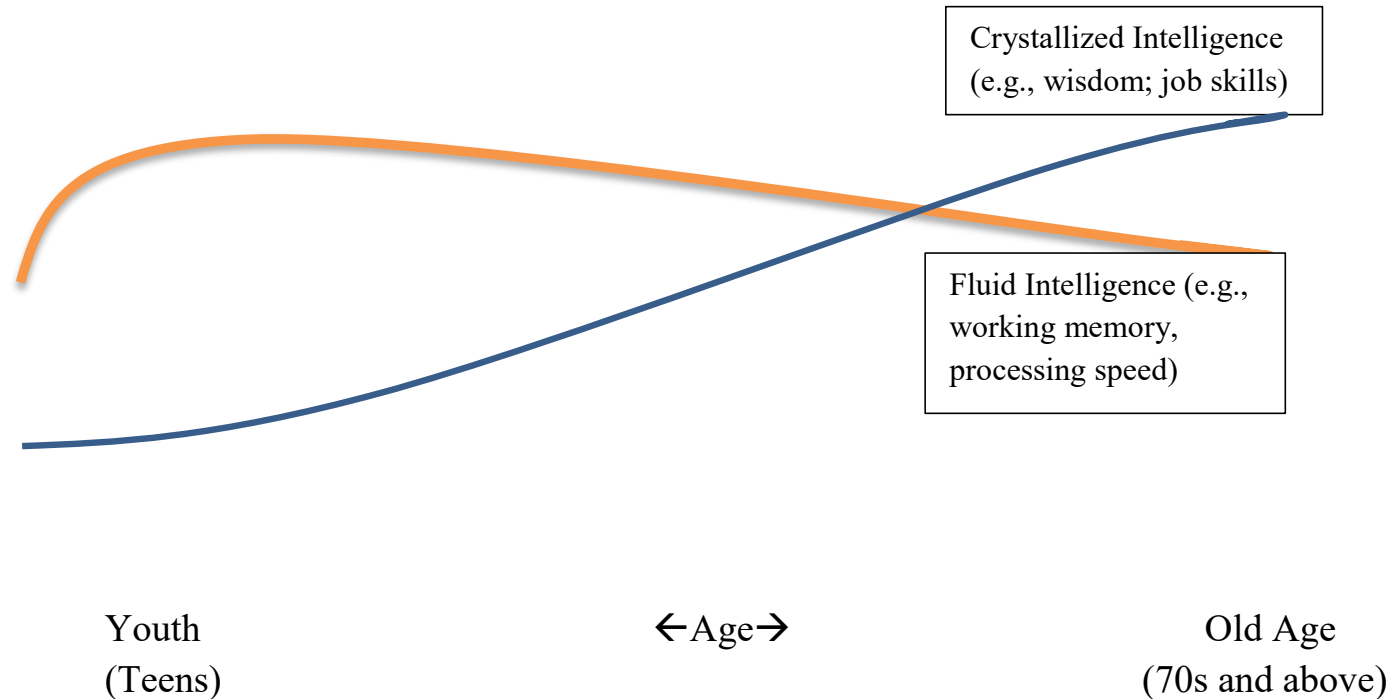 Crystallized Intelligence
(e.g., wisdom; job skills)
Fluid Intelligence (e.g.,
working memory,
processing speed)
Youth
(Teens)
←Age→
Old Age
(70s and above)